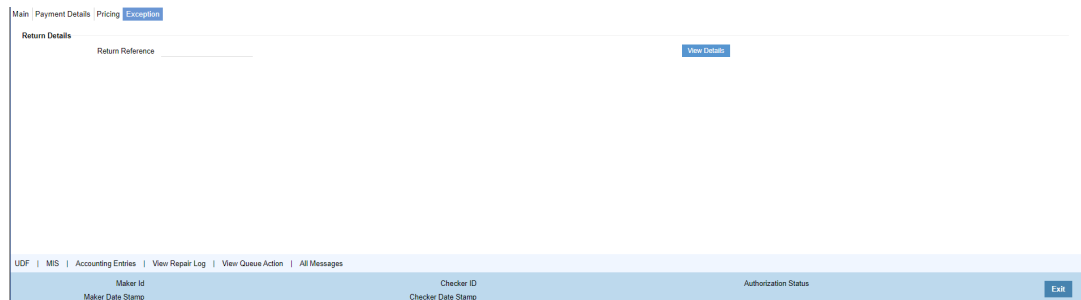 Main Payment Details Pricing Exception
Return Details
Return Reference View Details
UDF | MIS | Accounting Entries | View Repair Log | View Queue Action | All Messages
Maker Id Checker ID Authorization Status Exit
Maker Date Stamp Checker Date Stamp